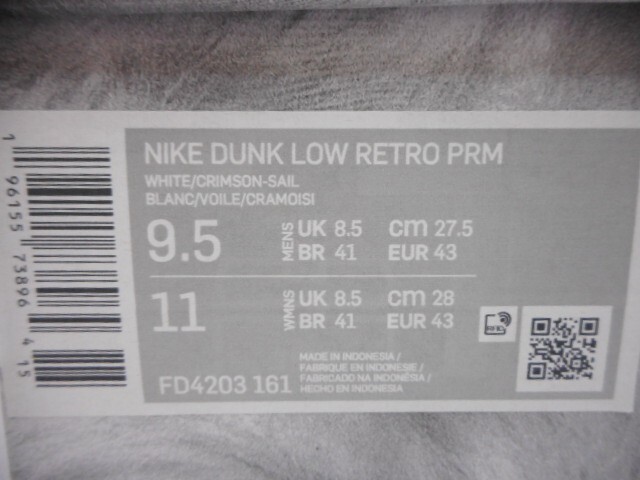 NIKE DUNK LOW RETRO PRM
WHITE/CRIMSON-SAIL
BLANC/VOILE/CRAMOISI
9.5 MENS UK 8.5 cm 27.5
BR 41 EUR 43
11 WMNS UK 8.5 cm 28
BR 41 EUR 43
FD4203 161
MADE IN INDONESIA /
FABRIQUE EN INDONESIE /
FABRICADO NA INDONÉSIA /
HECHO EN INDONESIA
RFID
1 96155 73896 4 15